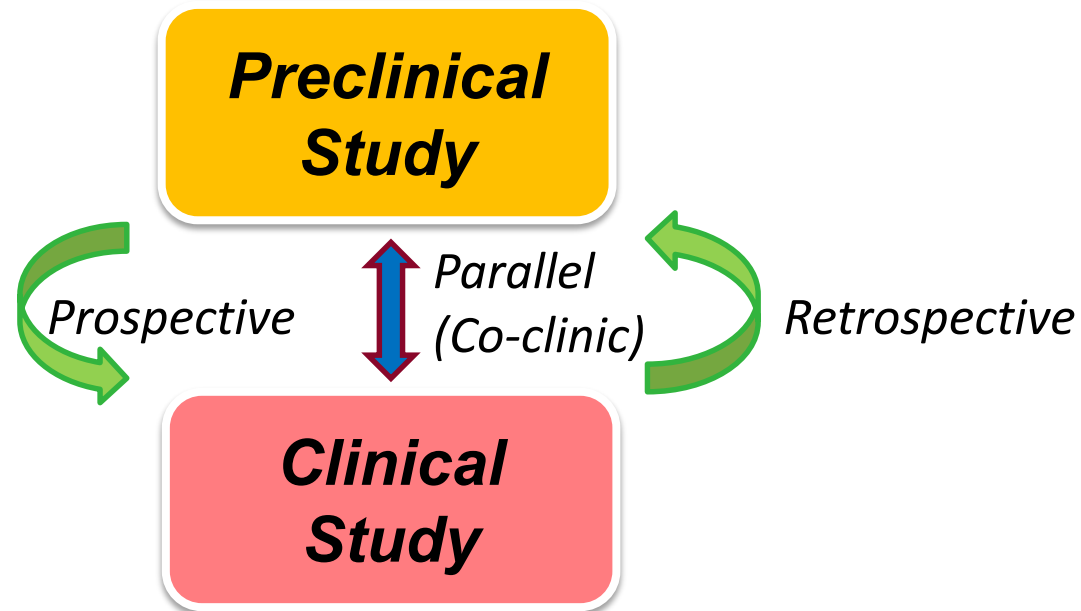 Preclinical
Study
Prospective
Parallel
(Co-clinic)
Retrospective
Clinical
Study